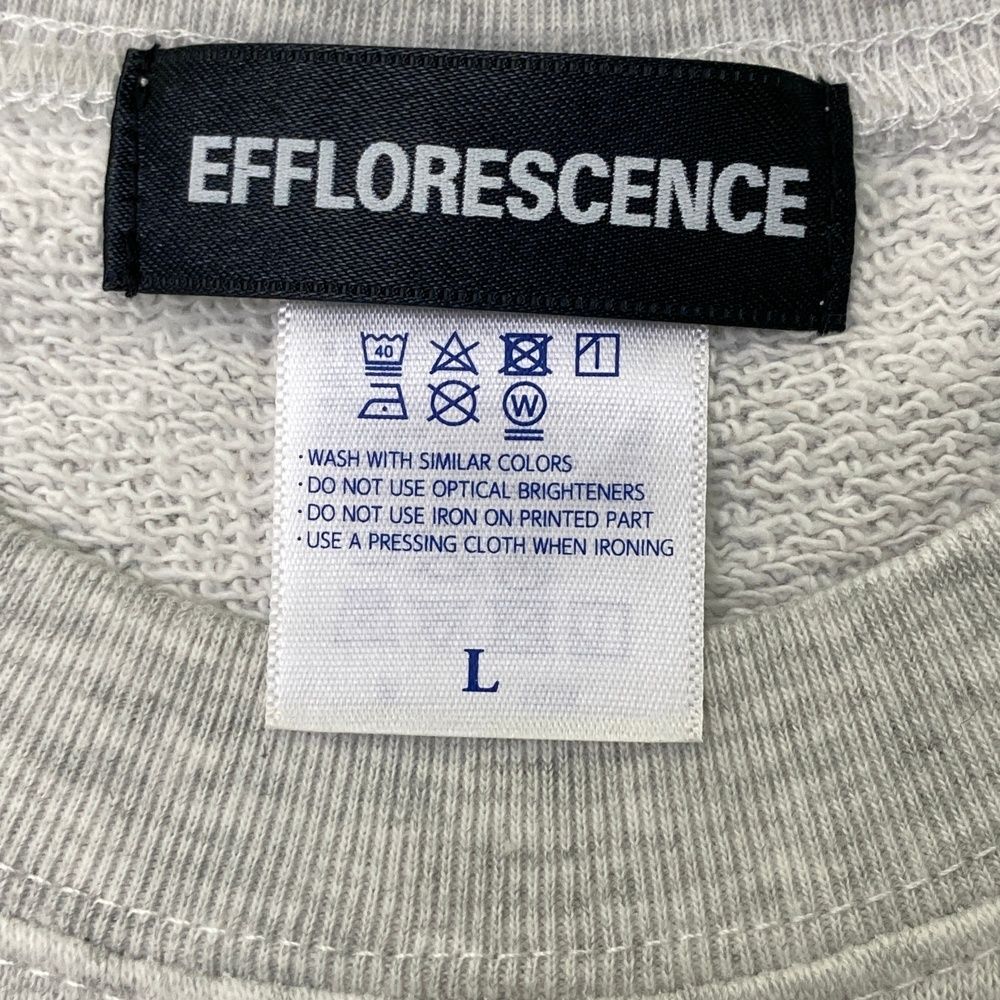 EFFLORESCENCE
40
W
· WASH WITH SIMILAR COLORS
· DO NOT USE OPTICAL BRIGHTENERS
· DO NOT USE IRON ON PRINTED PART
· USE A PRESSING CLOTH WHEN IRONING
L